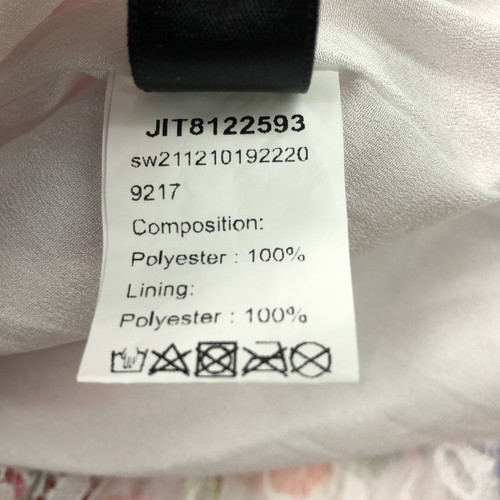 JIT8122593
sw211210192220
9217
Composition:
Polyester : 100%
Lining:
Polyester : 100%